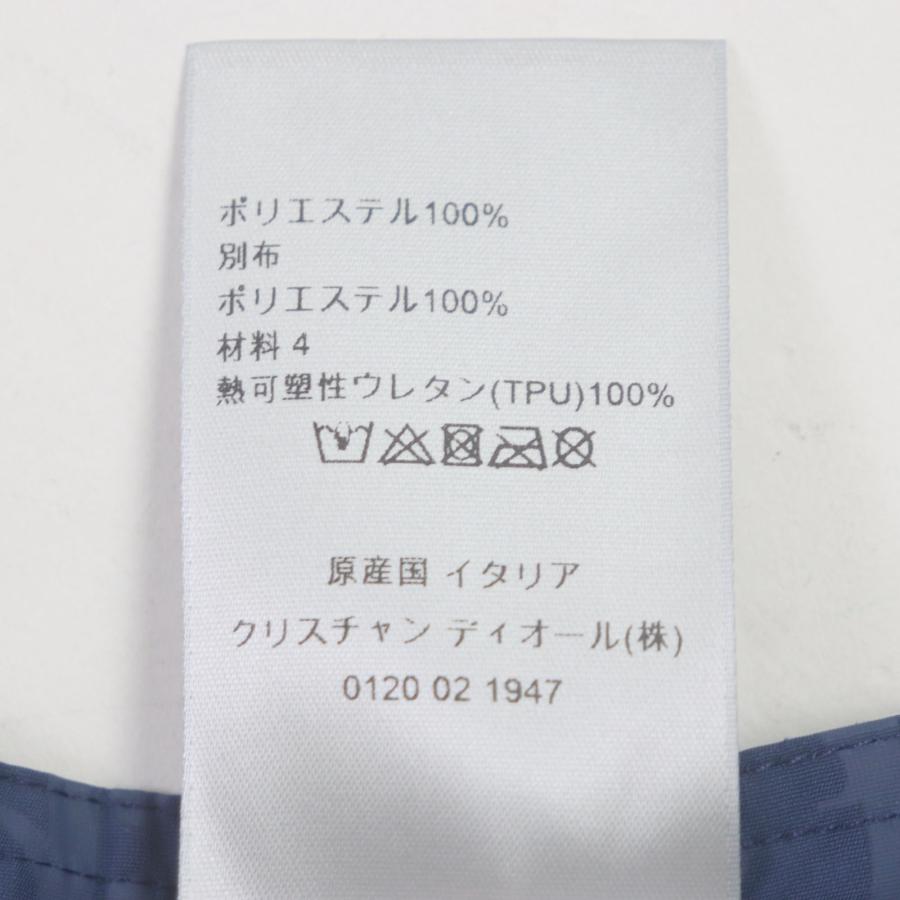 ポリエステル100%
別布
ポリエステル100%
材料 4
熱可塑性ウレタン(TPU)100%
原産国 イタリア
クリスチャン ディオール(株)
0120 02 1947